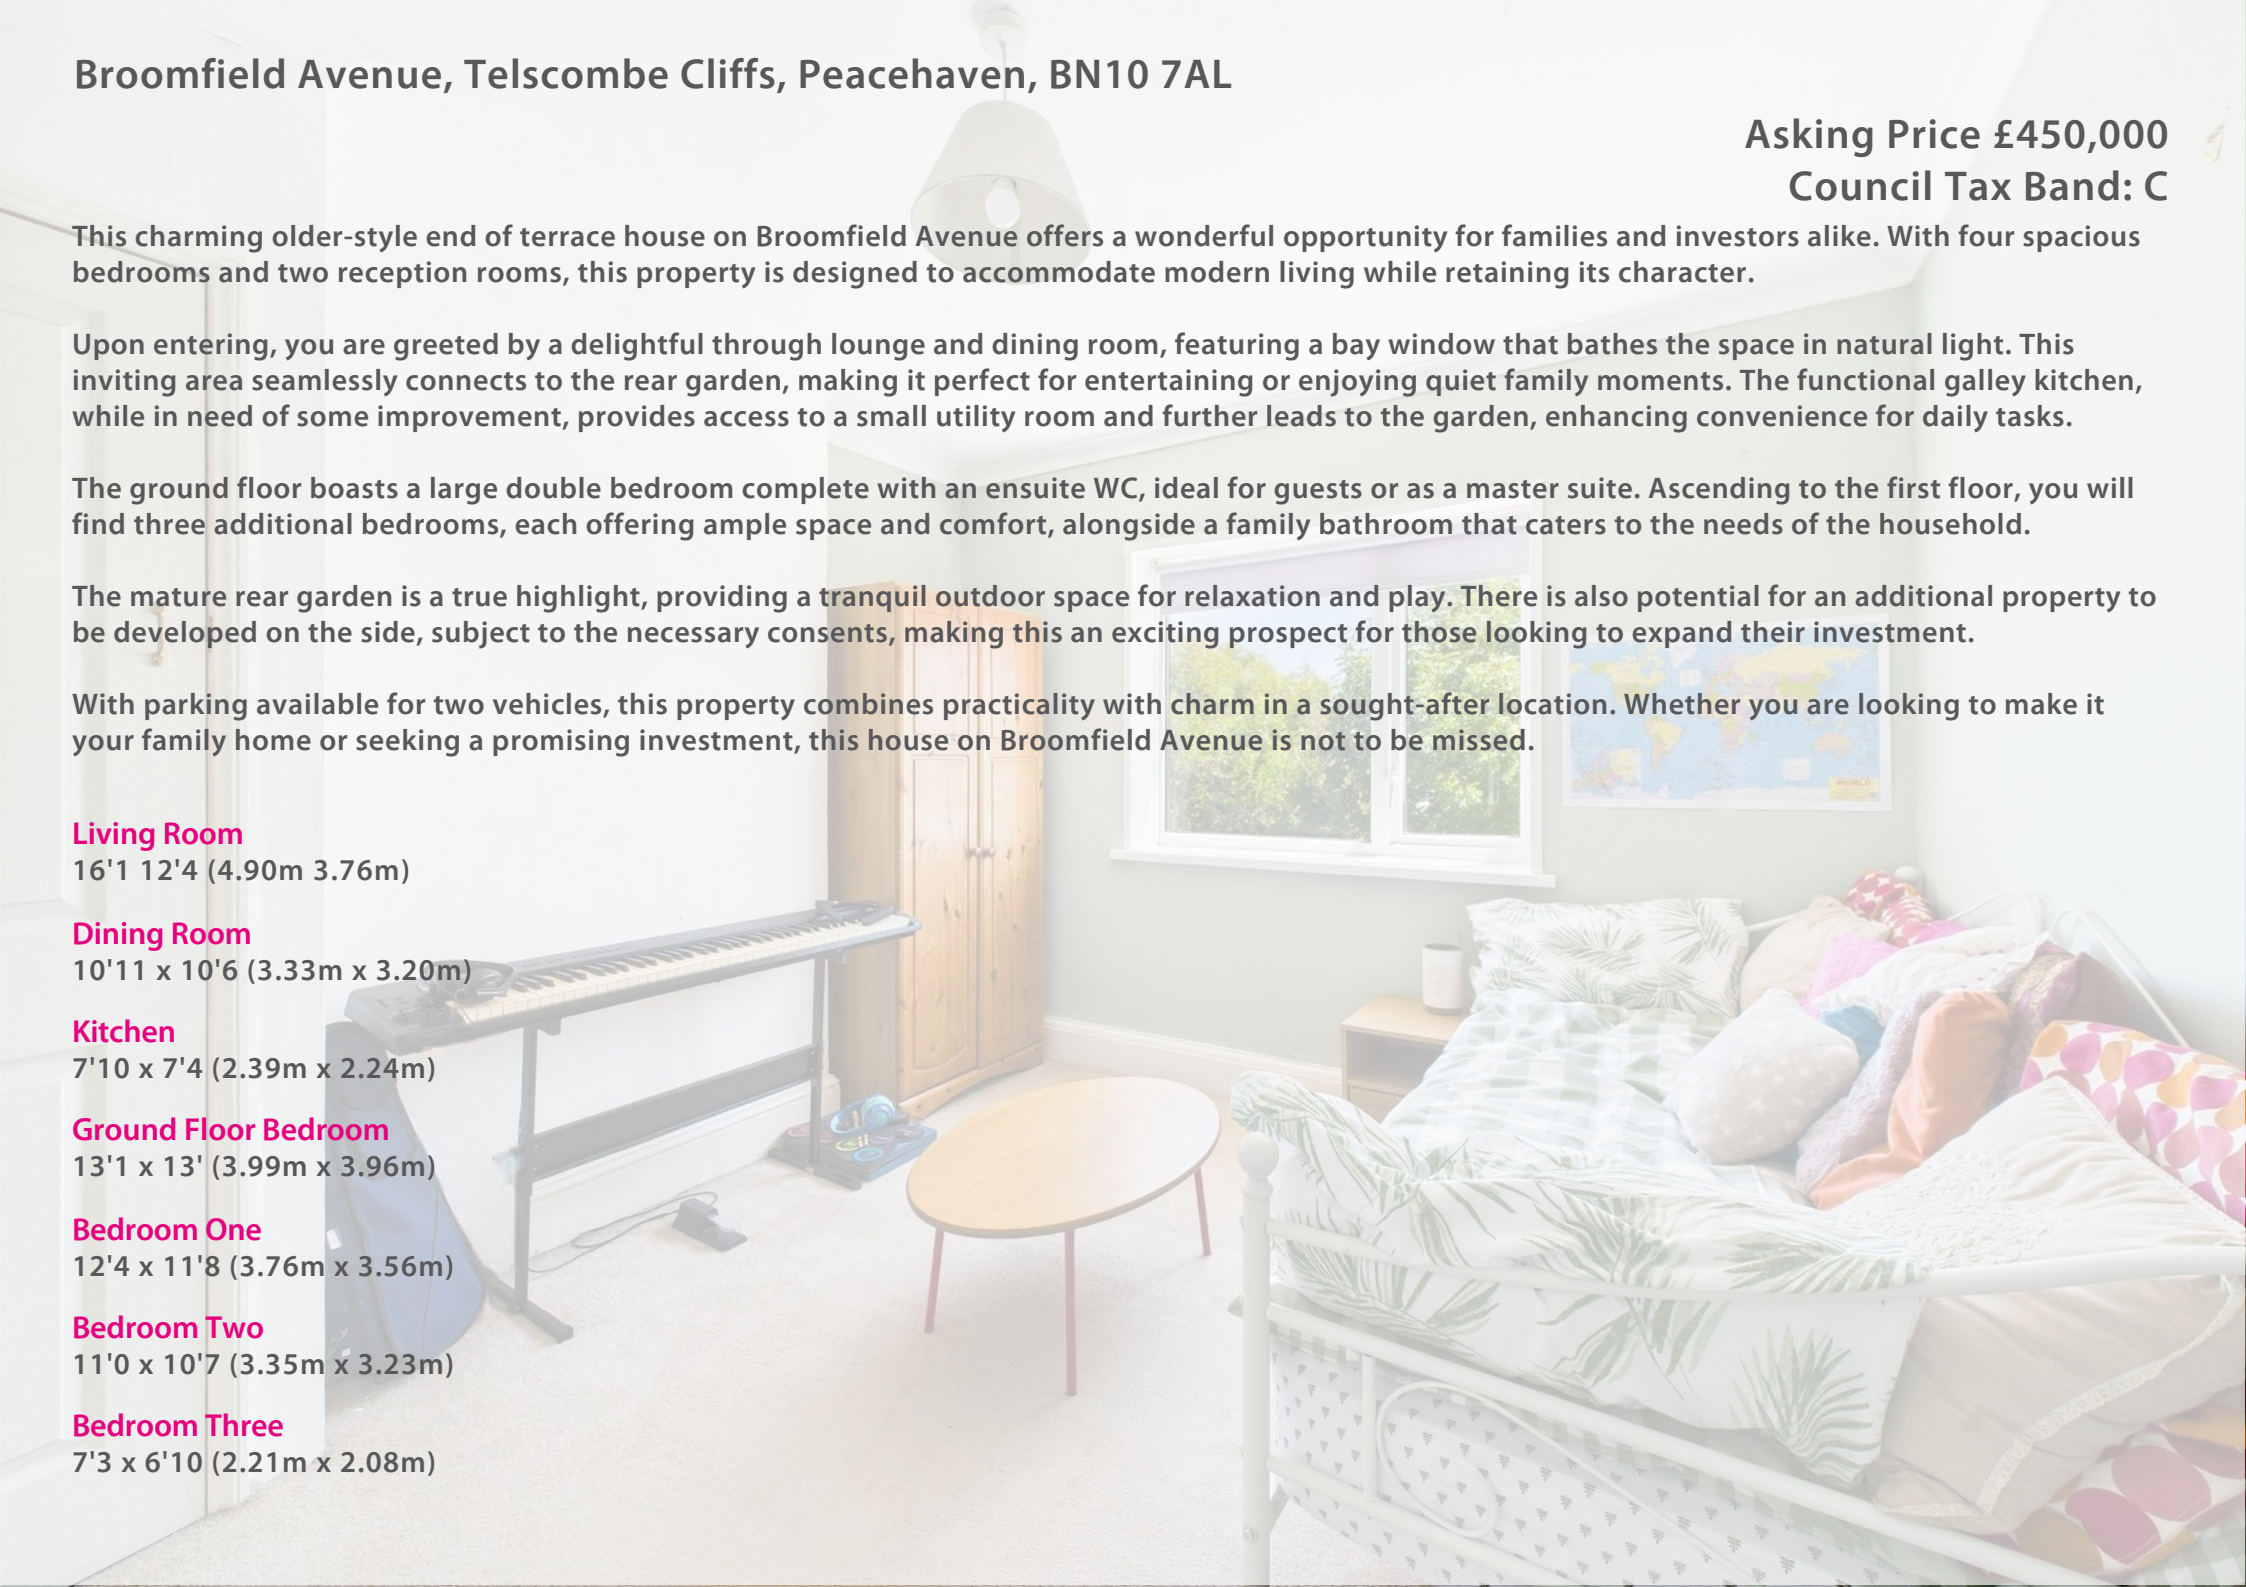 Broomfield Avenue, Telscombe Cliffs, Peacehaven, BN10 7AL
Asking Price £450,000
Council Tax Band: C
This charming older-style end of terrace house on Broomfield Avenue offers a wonderful opportunity for families and investors alike. With four spacious
bedrooms and two reception rooms, this property is designed to accommodate modern living while retaining its character.
Upon entering, you are greeted by a delightful through lounge and dining room, featuring a bay window that bathes the space in natural light. This
inviting area seamlessly connects to the rear garden, making it perfect for entertaining or enjoying quiet family moments. The functional galley kitchen,
while in need of some improvement, provides access to a small utility room and further leads to the garden, enhancing convenience for daily tasks.
The ground floor boasts a large double bedroom complete with an ensuite WC, ideal for guests or as a master suite. Ascending to the first floor, you will
find three additional bedrooms, each offering ample space and comfort, alongside a family bathroom that caters to the needs of the household.
The mature rear garden is a true highlight, providing a tranquil outdoor space for relaxation and play. There is also potential for an additional property to
be developed on the side, subject to the necessary consents, making this an exciting prospect for those looking to expand their investment.
With parking available for two vehicles, this property combines practicality with charm in a sought-after location. Whether you are looking to make it
your family home or seeking a promising investment, this house on Broomfield Avenue is not to be missed.
WORLD
Living Room
16'1 12'4 (4.90m 3.76m)
Dining Room
10'11 x 10'6 (3.33m x 3.20m)
Kitchen
7'10 x 7'4 (2.39m x 2.24m)
Ground Floor Bedroom
13'1 x 13' (3.99m x 3.96m)
Bedroom One
12'4 x 11'8 (3.76m x 3.56m)
Bedroom Two
11'0 x 10'7 (3.35m x 3.23m)
Bedroom Three
7'3 x 6'10 (2.21m x 2.08m)